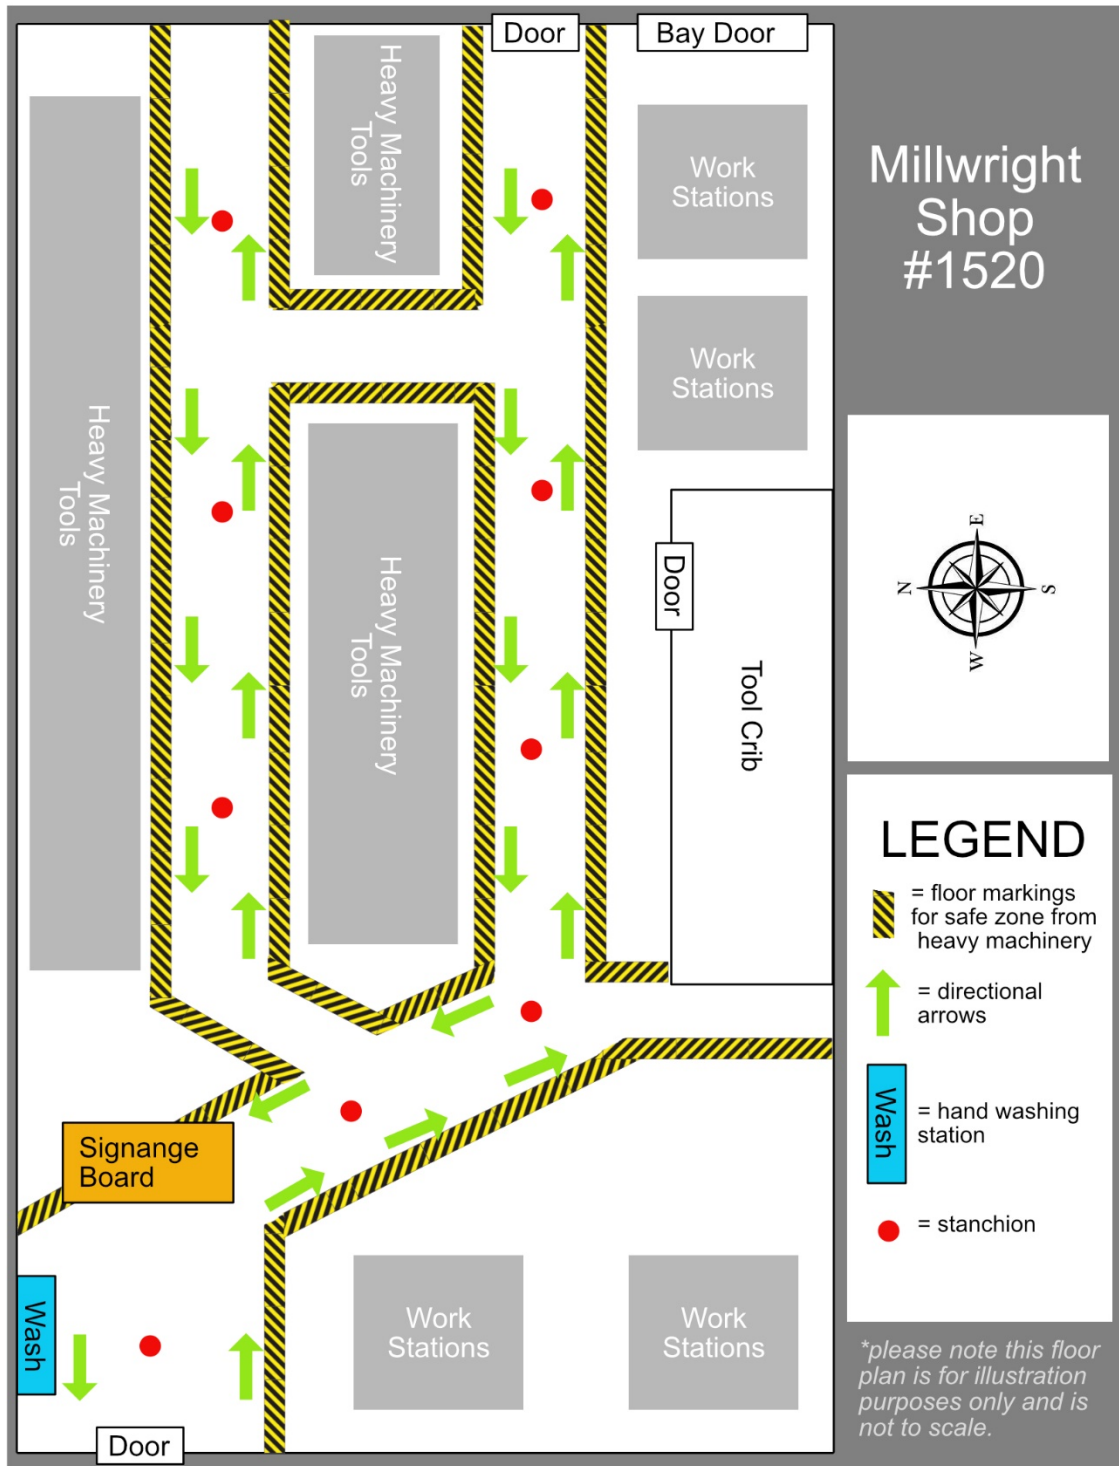 Door
Bay Door
Heavy Machinery
Tools
Work
Stations
Millwright
Shop
#1520
Work
Stations
Heavy Machinery
Tools
Heavy Machinery
Tools
Door
Tool Crib
E
N
S
W
LEGEND
= floor markings
for safe zone from
heavy machinery
= directional
arrows
Wash
= hand washing
station
= stanchion
Signange
Board
Wash
Work
Stations
Work
Stations
Door
*please note this floor
plan is for illustration
purposes only and is
not to scale.